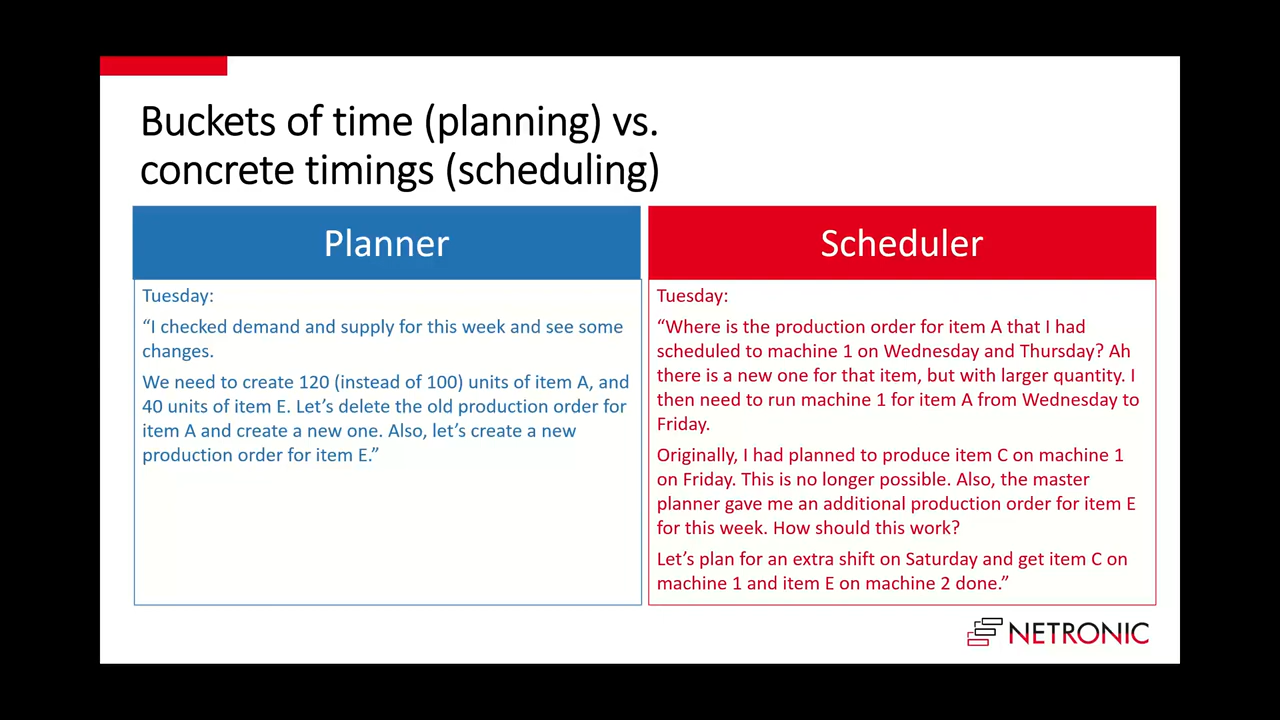 Buckets of time (planning) vs.
concrete timings (scheduling)
Planner
Tuesday:
“I checked demand and supply for this week and see some
changes.
We need to create 120 (instead of 100) units of item A, and
40 units of item E. Let’s delete the old production order for
item A and create a new one. Also, let’s create a new
production order for item E.”
Scheduler
Tuesday:
“Where is the production order for item A that I had
scheduled to machine 1 on Wednesday and Thursday? Ah
there is a new one for that item, but with larger quantity. I
then need to run machine 1 for item A from Wednesday to
Friday.
Originally, I had planned to produce item C on machine 1
on Friday. This is no longer possible. Also, the master
planner gave me an additional production order for item E
for this week. How should this work?
Let’s plan for an extra shift on Saturday and get item C on
machine 1 and item E on machine 2 done.”
NETRONIC